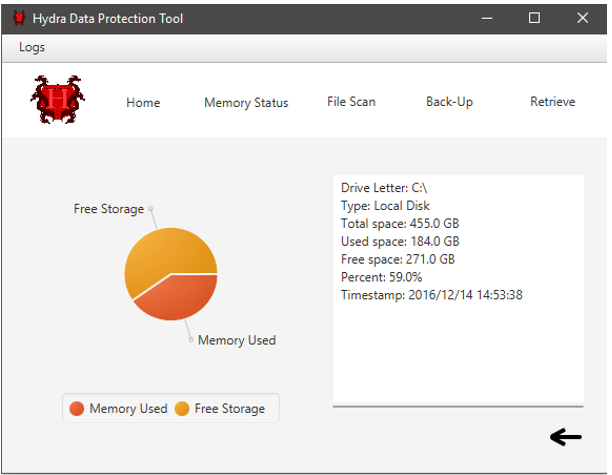 Hydra Data Protection Tool
Logs
H
Home Memory Status File Scan Back-Up Retrieve
Free Storage
Memory Used
Memory Used Free Storage
Drive Letter: C:\
Type: Local Disk
Total space: 455.0 GB
Used space: 184.0 GB
Free space: 271.0 GB
Percent: 59.0%
Timestamp: 2016/12/14 14:53:38